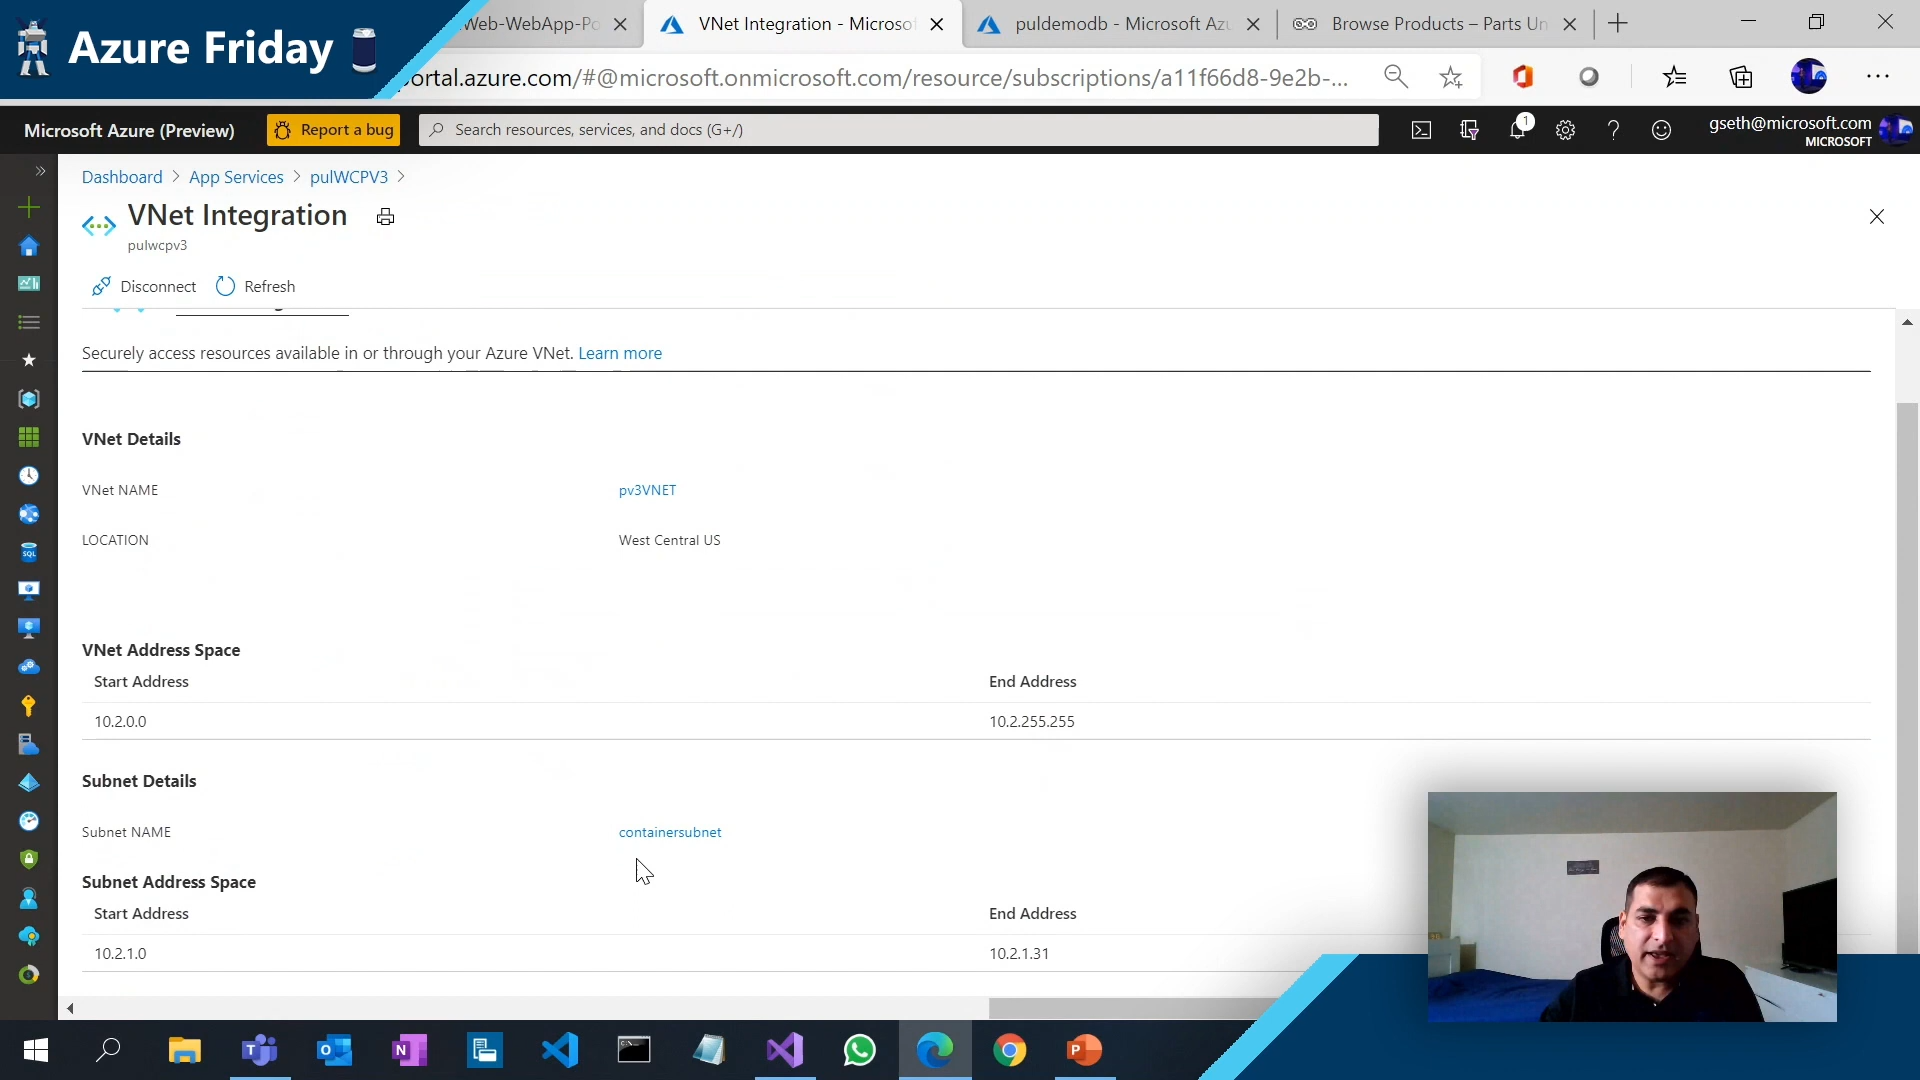 Azure Friday
Web-WebApp-Po
VNet Integration - Microsof
puldemodb - Microsoft Azu
Browse Products – Parts Un
portal.azure.com/#@microsoft.onmicrosoft.com/resource/subscriptions/a11f66d8-9e2b-...
Microsoft Azure (Preview)
Report a bug
Search resources, services, and docs (G+/)
1
gseth@microsoft.com
MICROSOFT
Dashboard > App Services > pulWCPV3 >
VNet Integration
pulwcpv3
Disconnect
Refresh
Securely access resources available in or through your Azure VNet. Learn more
VNet Details
VNet NAME
pv3VNET
LOCATION
West Central US
VNet Address Space
Start Address
End Address
10.2.0.0
10.2.255.255
Subnet Details
Subnet NAME
containersubnet
Subnet Address Space
Start Address
End Address
10.2.1.0
10.2.1.31